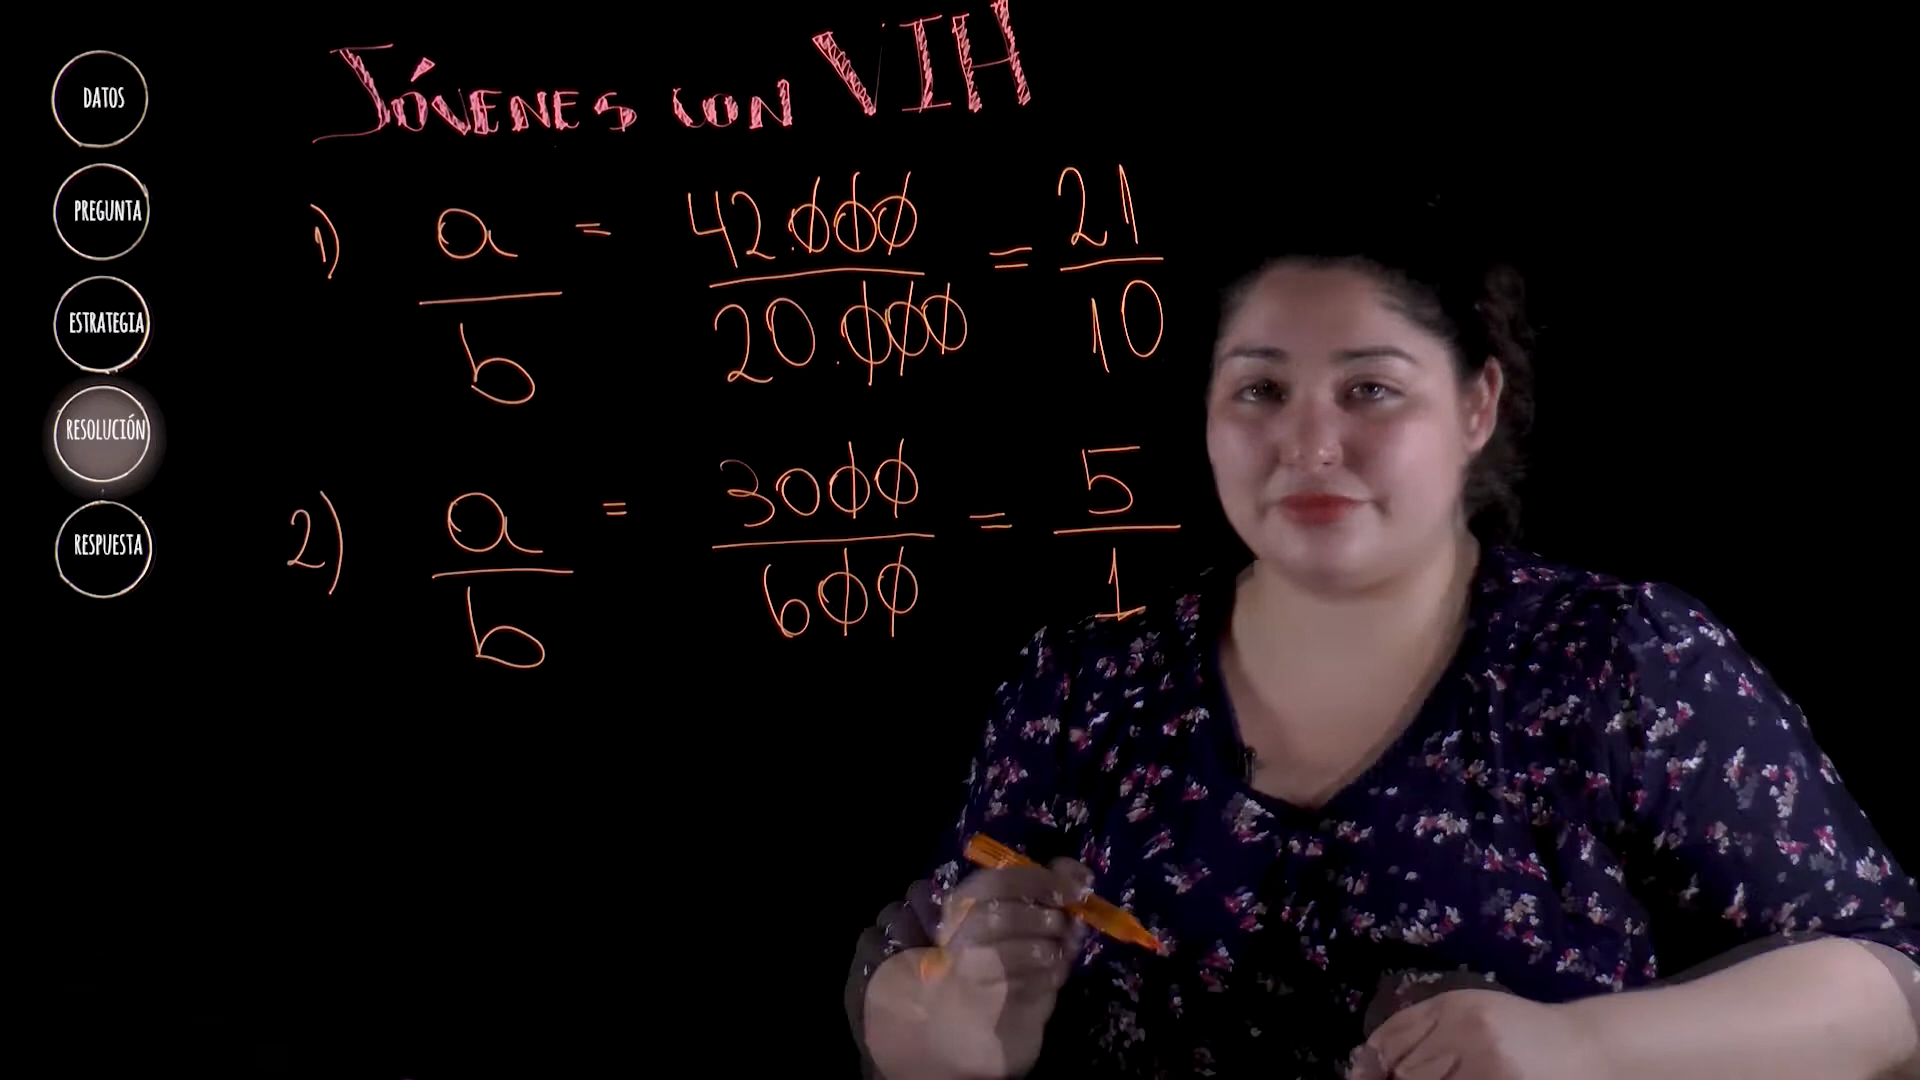 DATOS
PREGUNTA
ESTRATEGIA
RESOLUCIÓN
RESPUESTA
JÓVENES CON VIH
1) a/b = 42.000/20.000 = 21/10
2) a/b = 3000/600 = 5/1